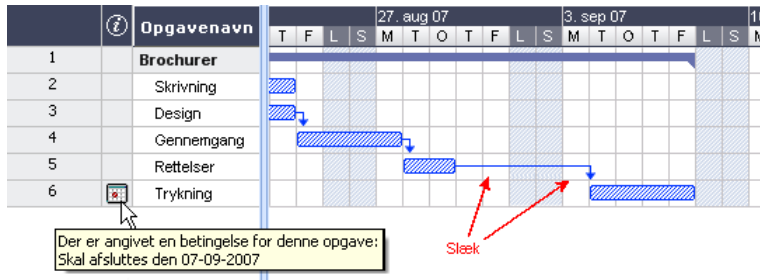 27. aug 07 3. sep 07 1
Opgavenavn T F L S M T O T F L S M T O T F L S M
1 Brochurer
2 Skrivning
3 Design
4 Gennemgang
5 Rettelser
6 Trykning
Der er angivet en betingelse for denne opgave:
Skal afsluttes den 07-09-2007
Slæk